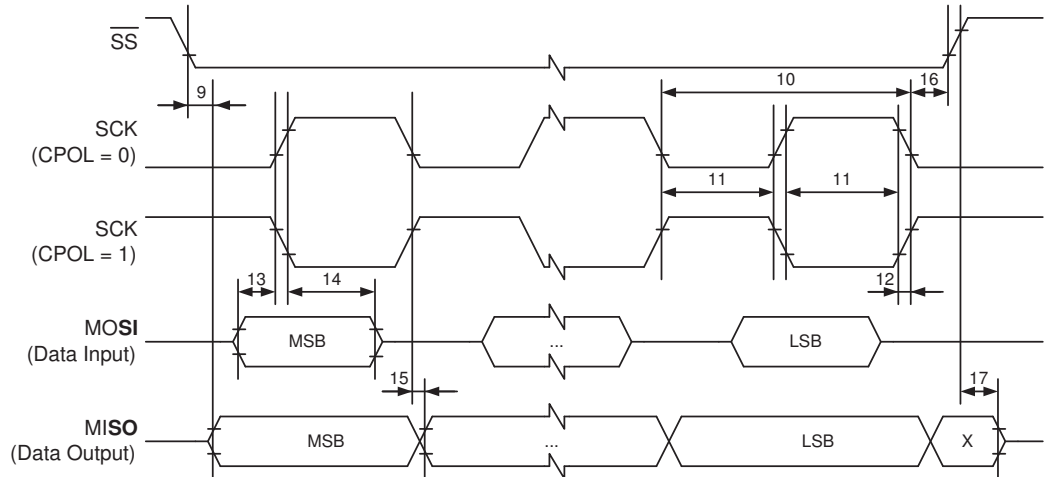 SS
10
16
9
SCK
(CPOL = 0)
11
11
SCK
(CPOL = 1)
13
14
12
MOSI
(Data Input)
MSB
...
LSB
15
17
MISO
(Data Output)
MSB
...
LSB
X